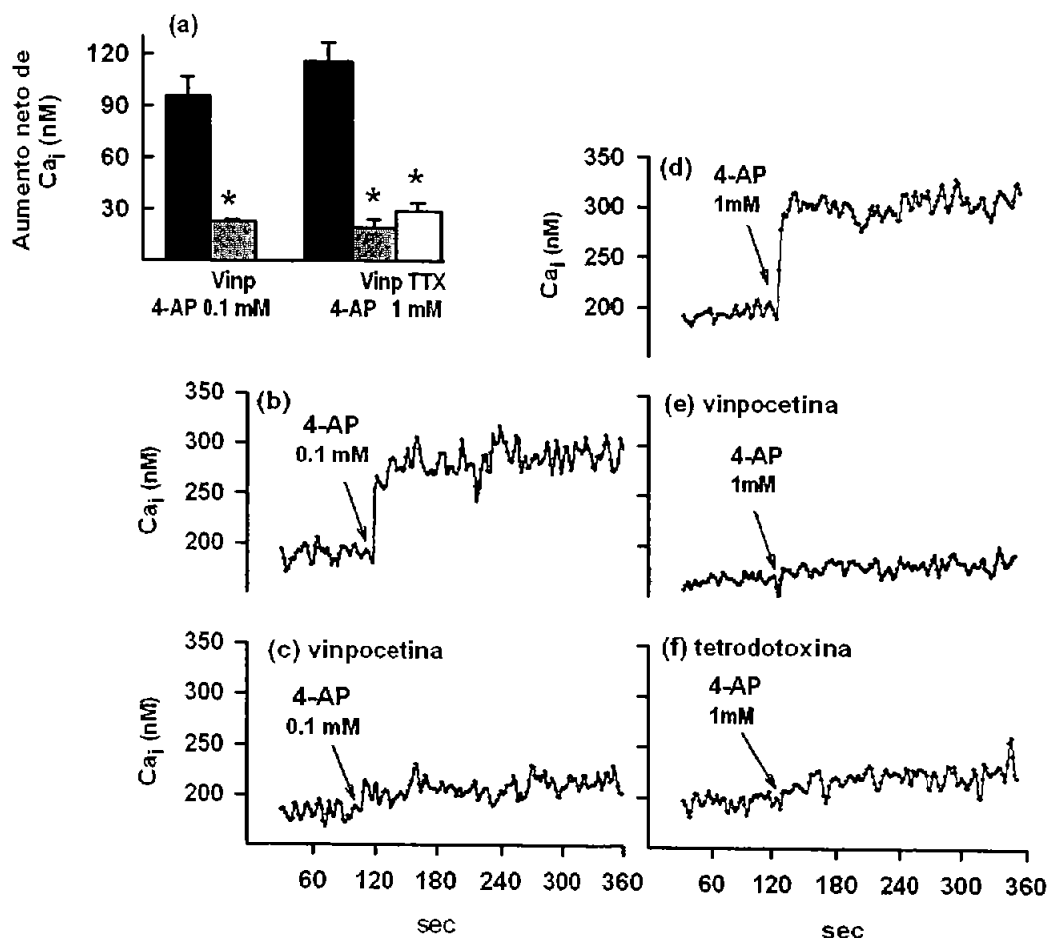 (a)
Aumento neto de
Cai (nM)
120
90
60
30
*
*
*
Vinp
4-AP 0.1 mM
Vinp TTX
4-AP 1 mM
(b)
Cai (nM)
350
300
250
200
4-AP
0.1 mM
(c) vinpocetina
Cai (nM)
350
300
250
200
4-AP
0.1 mM
60 120 180 240 300 360
sec
(d)
Cai (nM)
350
300
250
200
4-AP
1mM
(e) vinpocetina
4-AP
1mM
(f) tetrodotoxina
4-AP
1mM
60 120 180 240 300 360
sec